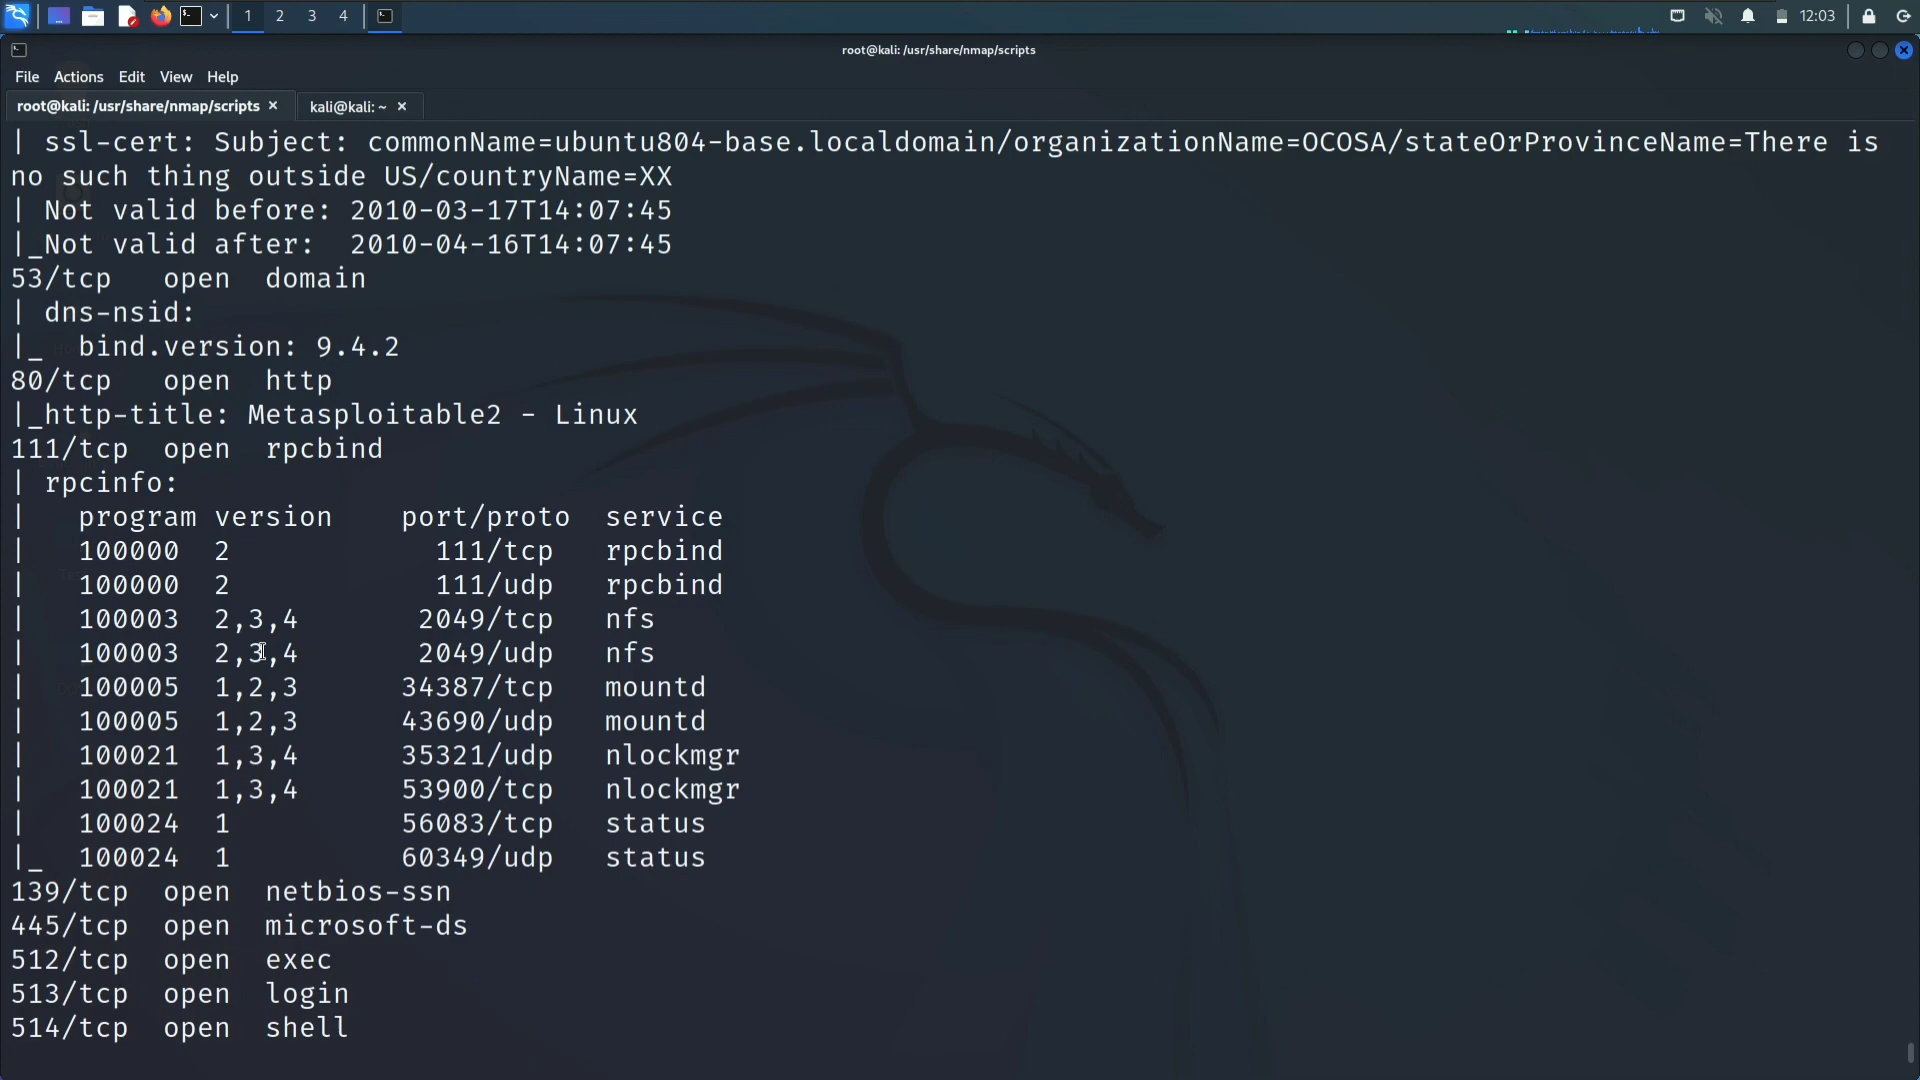 1 2 3 4 12:03
root@kali: /usr/share/nmap/scripts
File Actions Edit View Help
root@kali: /usr/share/nmap/scripts × kali@kali: ~ ×
| ssl-cert: Subject: commonName=ubuntu804-base.localdomain/organizationName=OCOSA/stateOrProvinceName=There is
no such thing outside US/countryName=XX
| Not valid before: 2010-03-17T14:07:45
|_Not valid after:  2010-04-16T14:07:45
53/tcp   open  domain
| dns-nsid:
|_  bind.version: 9.4.2
80/tcp   open  http
|_http-title: Metasploitable2 - Linux
111/tcp  open  rpcbind
| rpcinfo:
|   program version    port/proto  service
|   100000  2            111/tcp   rpcbind
|   100000  2            111/udp   rpcbind
|   100003  2,3,4       2049/tcp   nfs
|   100003  2,3,4       2049/udp   nfs
|   100005  1,2,3      34387/tcp   mountd
|   100005  1,2,3      43690/udp   mountd
|   100021  1,3,4      35321/udp   nlockmgr
|   100021  1,3,4      53900/tcp   nlockmgr
|   100024  1          56083/tcp   status
|_  100024  1          60349/udp   status
139/tcp  open  netbios-ssn
445/tcp  open  microsoft-ds
512/tcp  open  exec
513/tcp  open  login
514/tcp  open  shell